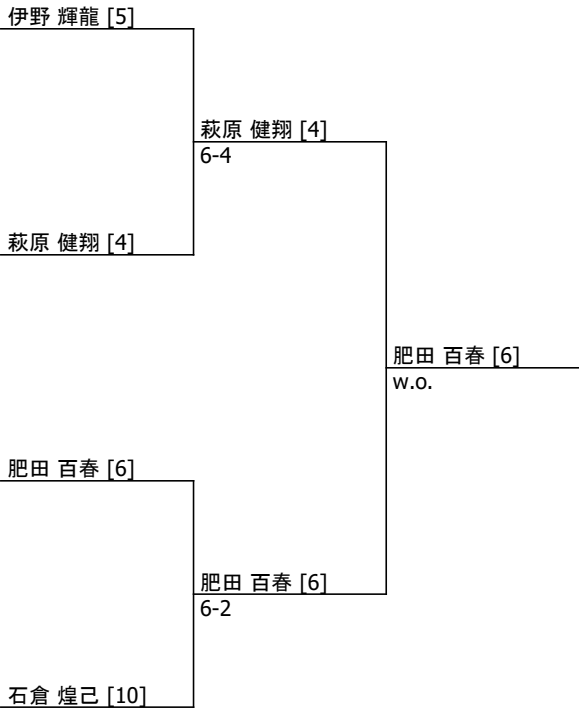 伊野 輝龍 [5]
萩原 健翔 [4]
6-4
萩原 健翔 [4]
肥田 百春 [6]
w.o.
肥田 百春 [6]
肥田 百春 [6]
6-2
石倉 煌己 [10]